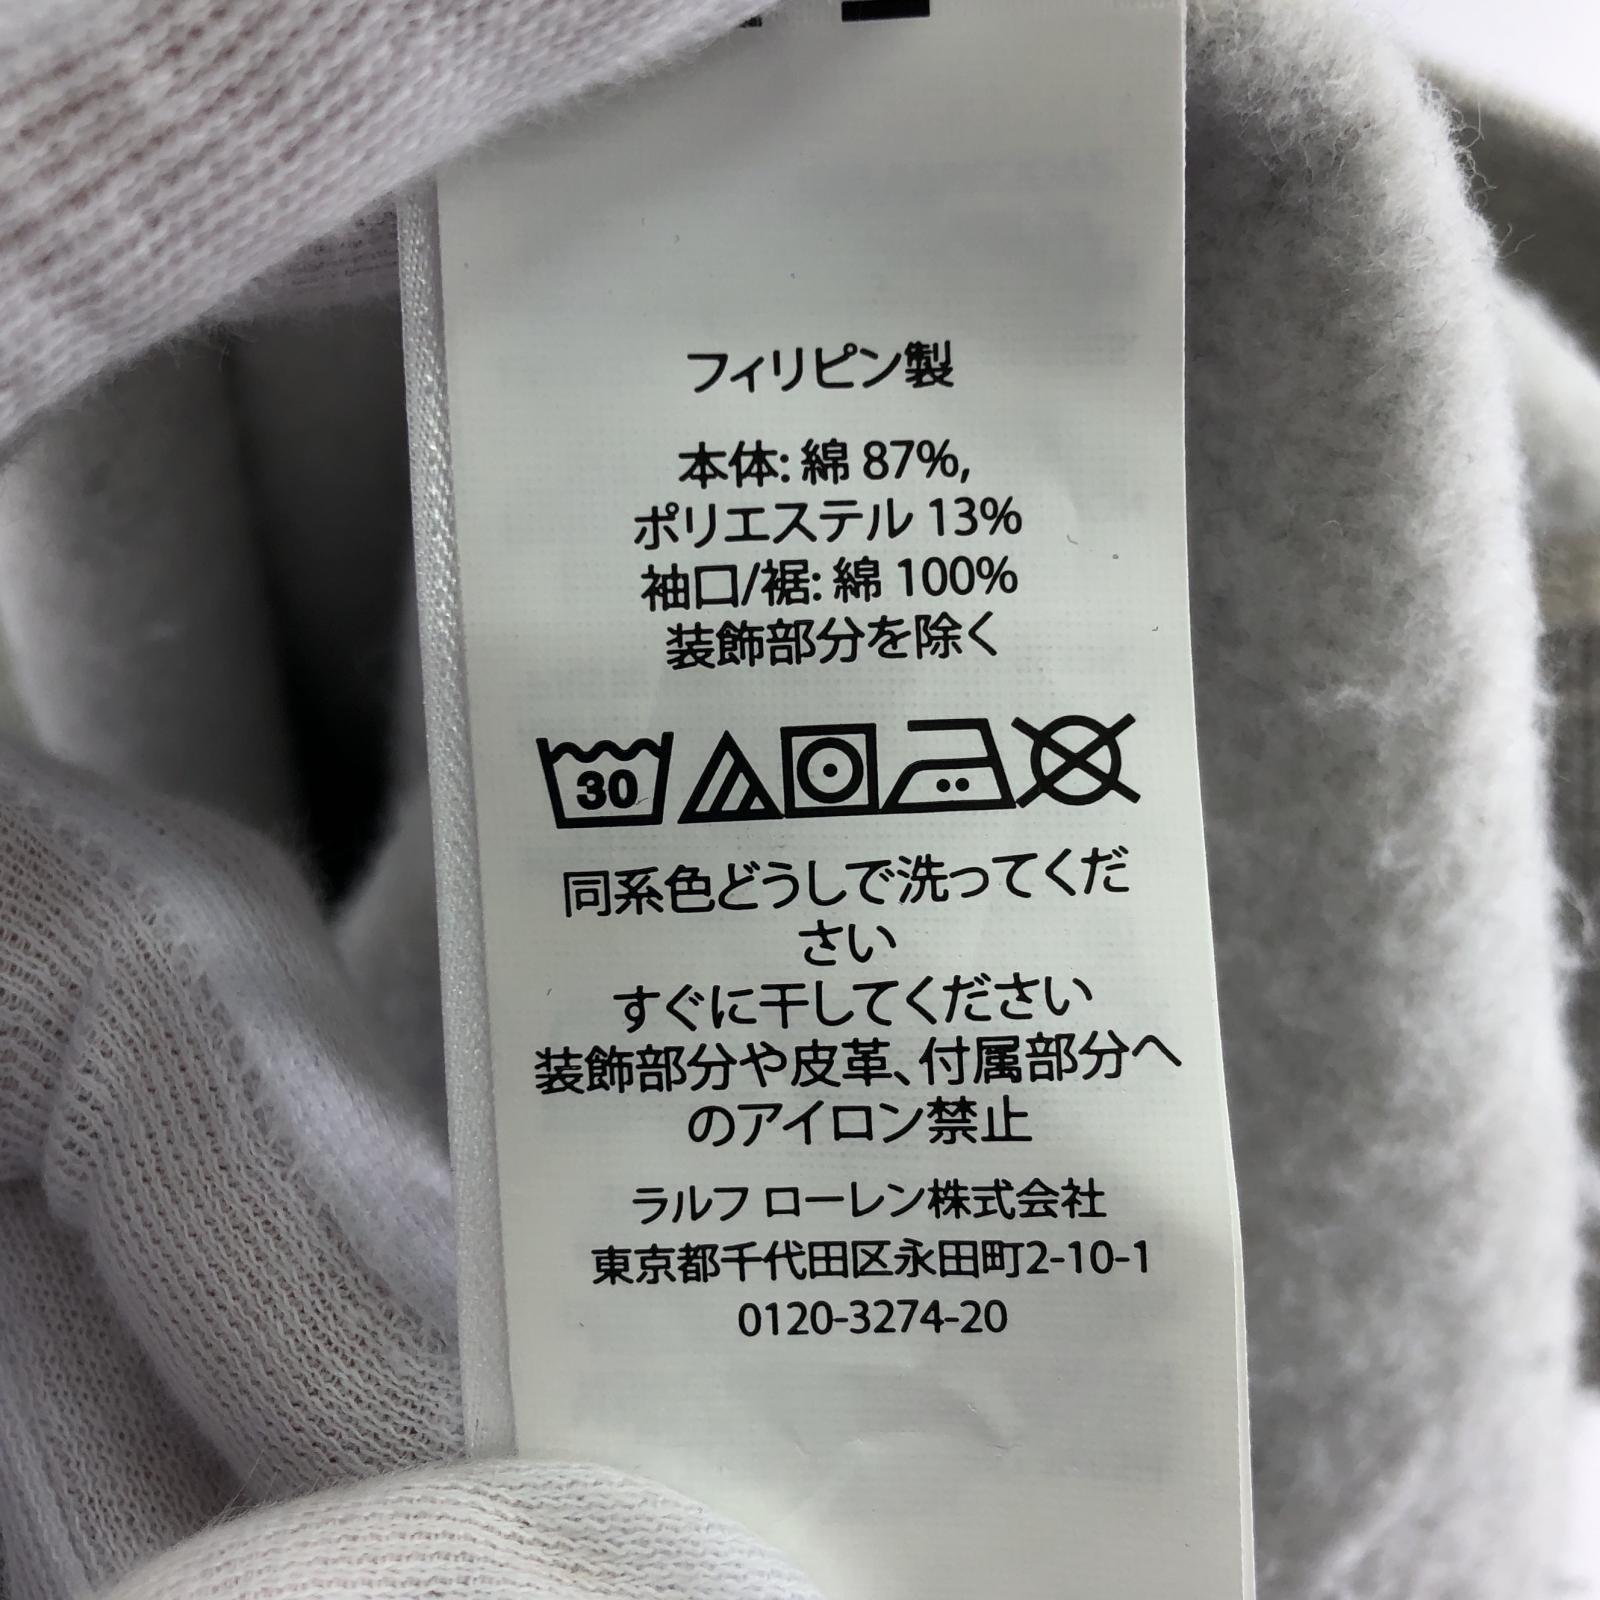 フィリピン製
本体: 綿 87%,
ポリエステル 13%
袖口/裾: 綿 100%
装飾部分を除く
30
同系色どうしで洗ってくだ
さい
すぐに干してください
装飾部分や皮革、付属部分へ
のアイロン禁止
ラルフ ローレン株式会社
東京都千代田区永田町2-10-1
0120-3274-20